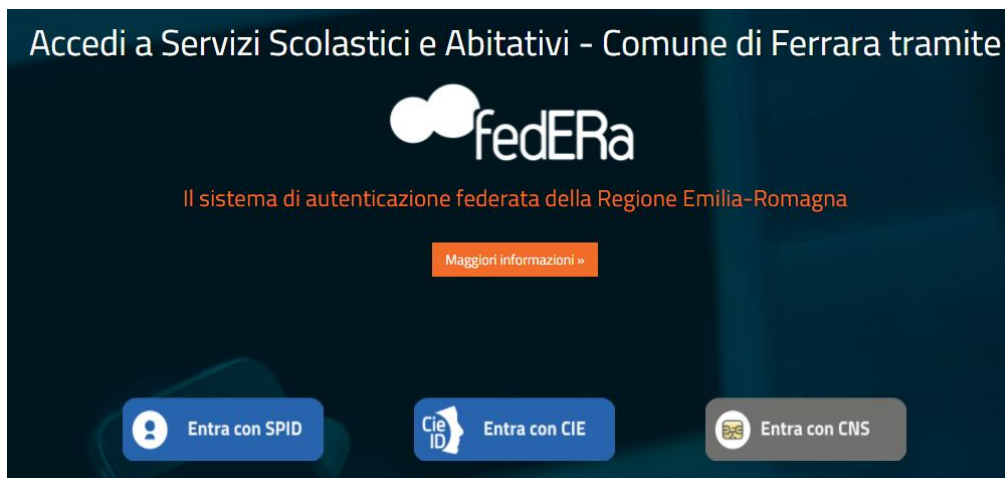 Accedi a Servizi Scolastici e Abitativi - Comune di Ferrara tramite
fedERa
Il sistema di autenticazione federata della Regione Emilia-Romagna
Maggiori informazioni »
Entra con SPID
Cie ID
Entra con CIE
Entra con CNS